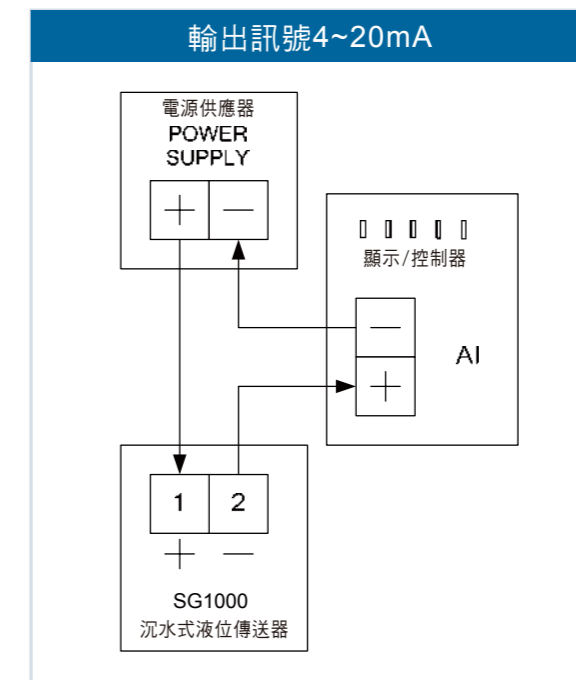 輸出訊號4~20mA
電源供應器
POWER
SUPPLY
+ —
顯示/控制器
—
AI
+
1 2
+ —
SG1000
沉水式液位傳送器